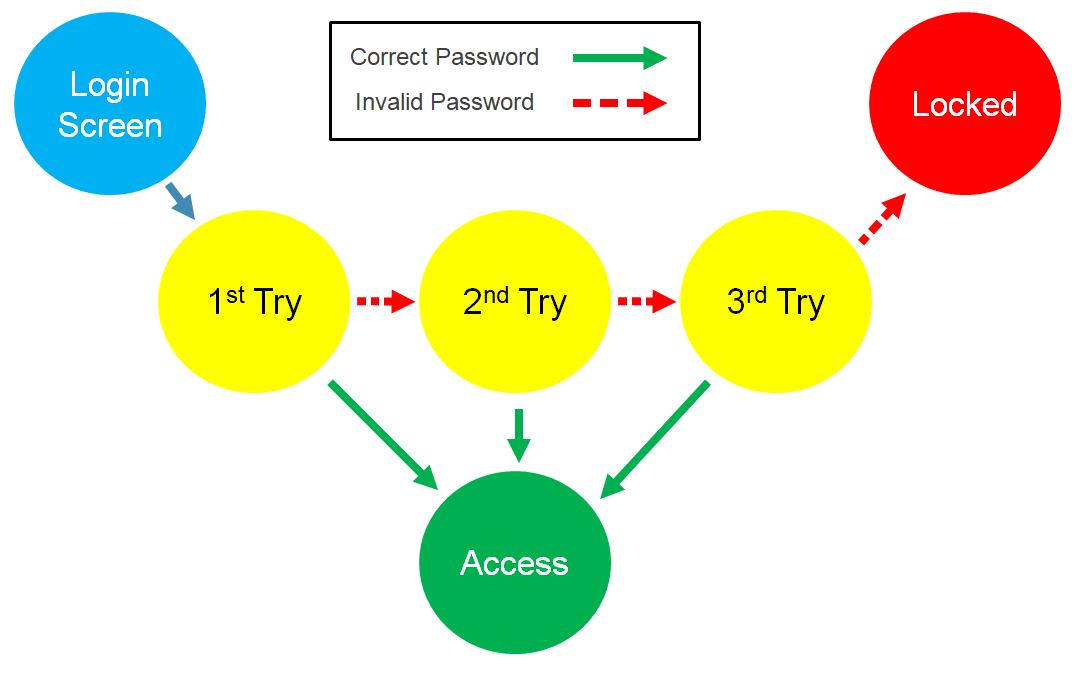 Login
Screen
Correct Password
Invalid Password
Locked
1st Try
2nd Try
3rd Try
Access